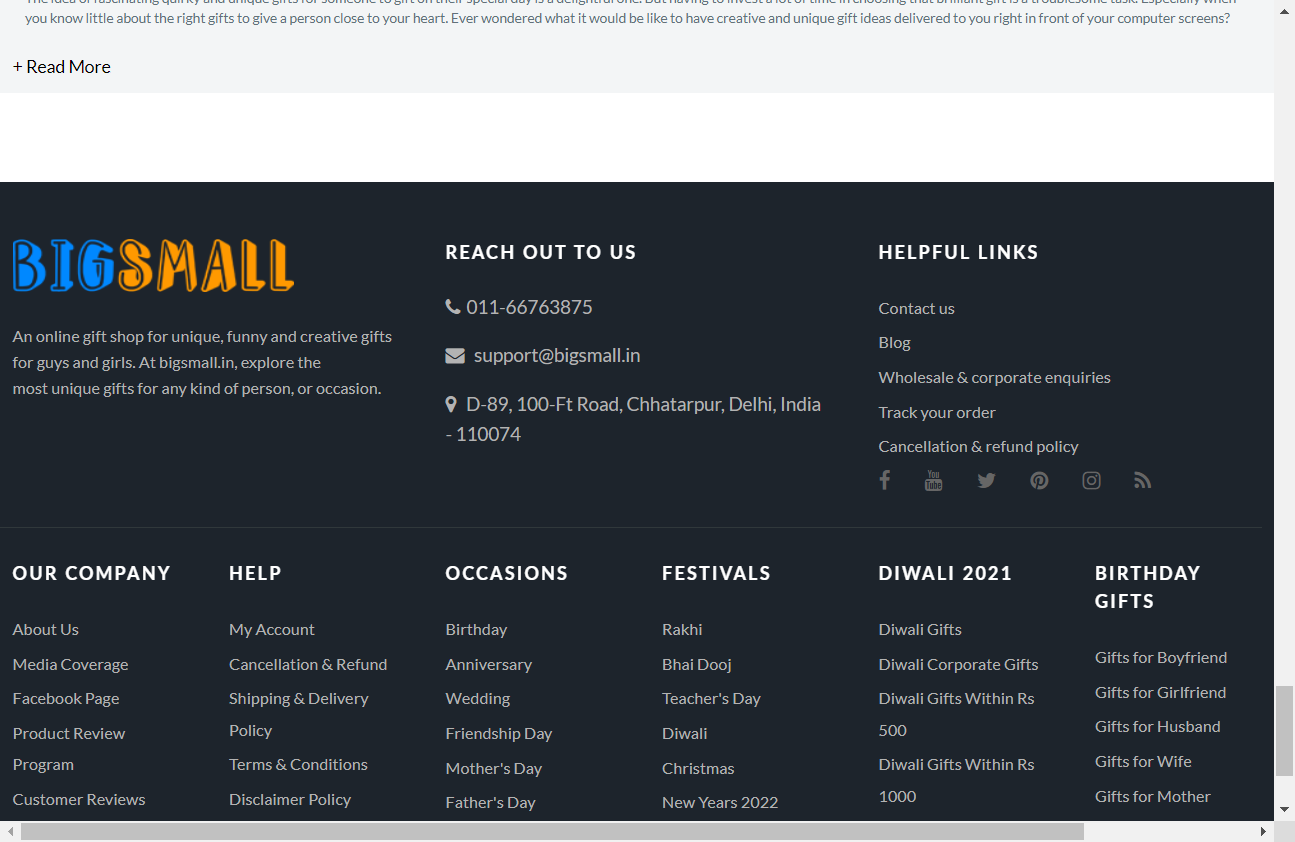 The idea of fascinating quirky and unique gifts for someone to gift on their special day is a delightful one. But having to invest a lot of time in choosing that brilliant gift is a troublesome task. Especially when
you know little about the right gifts to give a person close to your heart. Ever wondered what it would be like to have creative and unique gift ideas delivered to you right in front of your computer screens?
+ Read More
BIGSMALL
An online gift shop for unique, funny and creative gifts
for guys and girls. At bigsmall.in, explore the
most unique gifts for any kind of person, or occasion.
REACH OUT TO US
011-66763875
support@bigsmall.in
D-89, 100-Ft Road, Chhatarpur, Delhi, India
- 110074
HELPFUL LINKS
Contact us
Blog
Wholesale & corporate enquiries
Track your order
Cancellation & refund policy
You
Tube
OUR COMPANY
About Us
Media Coverage
Facebook Page
Product Review
Program
Customer Reviews
HELP
My Account
Cancellation & Refund
Shipping & Delivery
Policy
Terms & Conditions
Disclaimer Policy
OCCASIONS
Birthday
Anniversary
Wedding
Friendship Day
Mother's Day
Father's Day
FESTIVALS
Rakhi
Bhai Dooj
Teacher's Day
Diwali
Christmas
New Years 2022
DIWALI 2021
Diwali Gifts
Diwali Corporate Gifts
Diwali Gifts Within Rs
500
Diwali Gifts Within Rs
1000
BIRTHDAY
GIFTS
Gifts for Boyfriend
Gifts for Girlfriend
Gifts for Husband
Gifts for Wife
Gifts for Mother